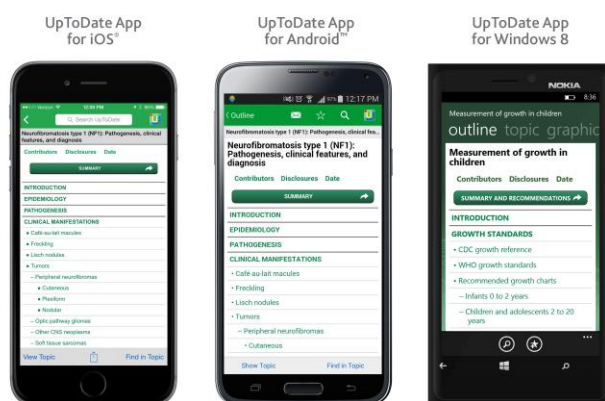 UpToDate App
for iOS®
UpToDate App
for Android™
UpToDate App
for Windows 8
Verizon
12:09 PM
Search UpToDate
Neurofibromatosis type 1 (NF1): Pathogenesis, clinical
features, and diagnosis
Contributors Disclosures Date
SUMMARY
INTRODUCTION
EPIDEMIOLOGY
PATHOGENESIS
CLINICAL MANIFESTATIONS
• Café-au-lait macules
• Freckling
• Lisch nodules
• Tumors
– Peripheral neurofibromas
• Cutaneous
• Plexiform
• Nodular
– Optic pathway gliomas
– Other CNS neoplasms
– Soft tissue sarcomas
View Topic Find in Topic
12:17 PM
Outline
Neurofibromatosis type 1 (NF1): Pathogenesis, clinical fea...
Neurofibromatosis type 1 (NF1):
Pathogenesis, clinical features, and
diagnosis
Contributors Disclosures Date
SUMMARY
INTRODUCTION
EPIDEMIOLOGY
PATHOGENESIS
CLINICAL MANIFESTATIONS
• Café-au-lait macules
• Freckling
• Lisch nodules
• Tumors
– Peripheral neurofibromas
• Cutaneous
Show Topic Find in Topic
NOKIA
8:36
Measurement of growth in children
outline topic graphic
Measurement of growth in
children
Contributors Disclosures Date
SUMMARY AND RECOMMENDATIONS
INTRODUCTION
GROWTH STANDARDS
• CDC growth reference
• WHO growth standards
• Recommended growth charts
– Infants 0 to 2 years
– Children and adolescents 2 to 20
years